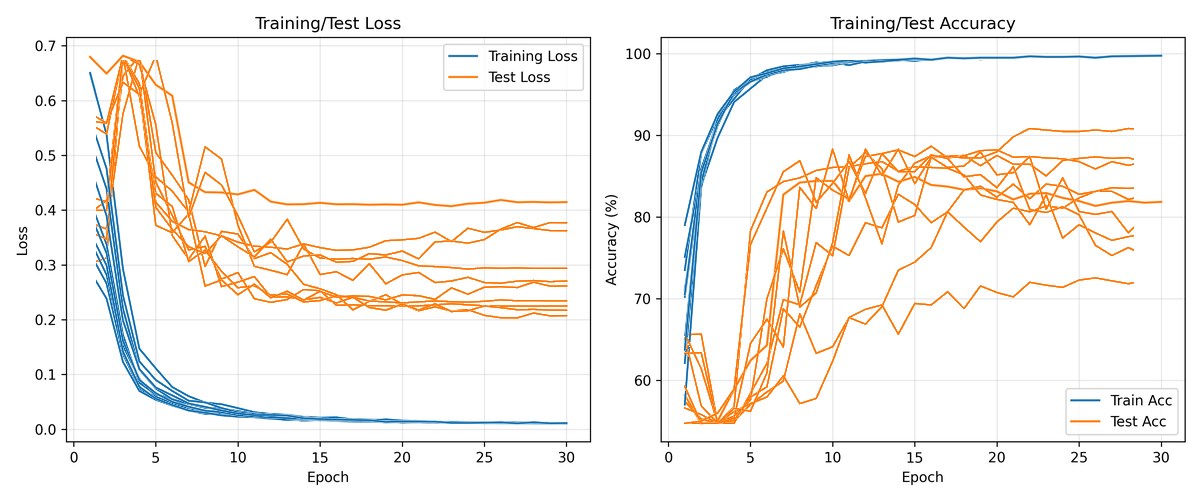 Training/Test Loss
0.7
0.6
0.5
0.4
0.3
0.2
0.1
0.0
Loss
0
5
10
15
20
25
30
Epoch
Training Loss
Test Loss
Training/Test Accuracy
100
90
80
70
60
Accuracy (%)
0
5
10
15
20
25
30
Epoch
Train Acc
Test Acc